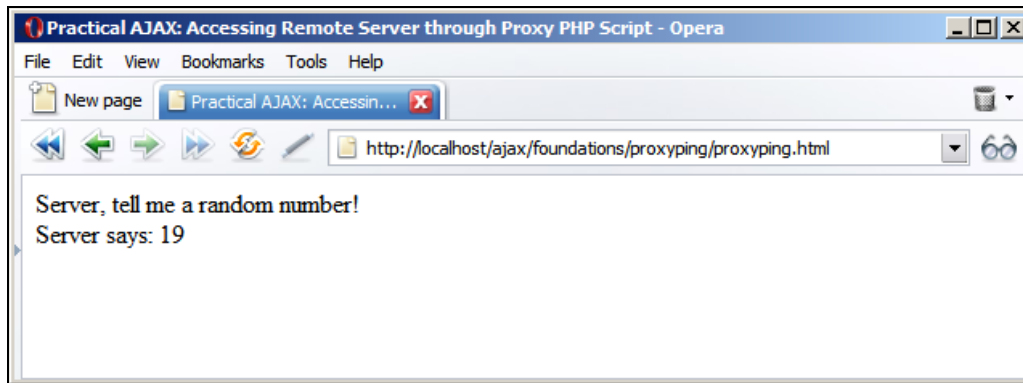 Practical AJAX: Accessing Remote Server through Proxy PHP Script - Opera
File Edit View Bookmarks Tools Help
New page Practical AJAX: Accessin...
http://localhost/ajax/foundations/proxyping/proxyping.html
Server, tell me a random number!
Server says: 19